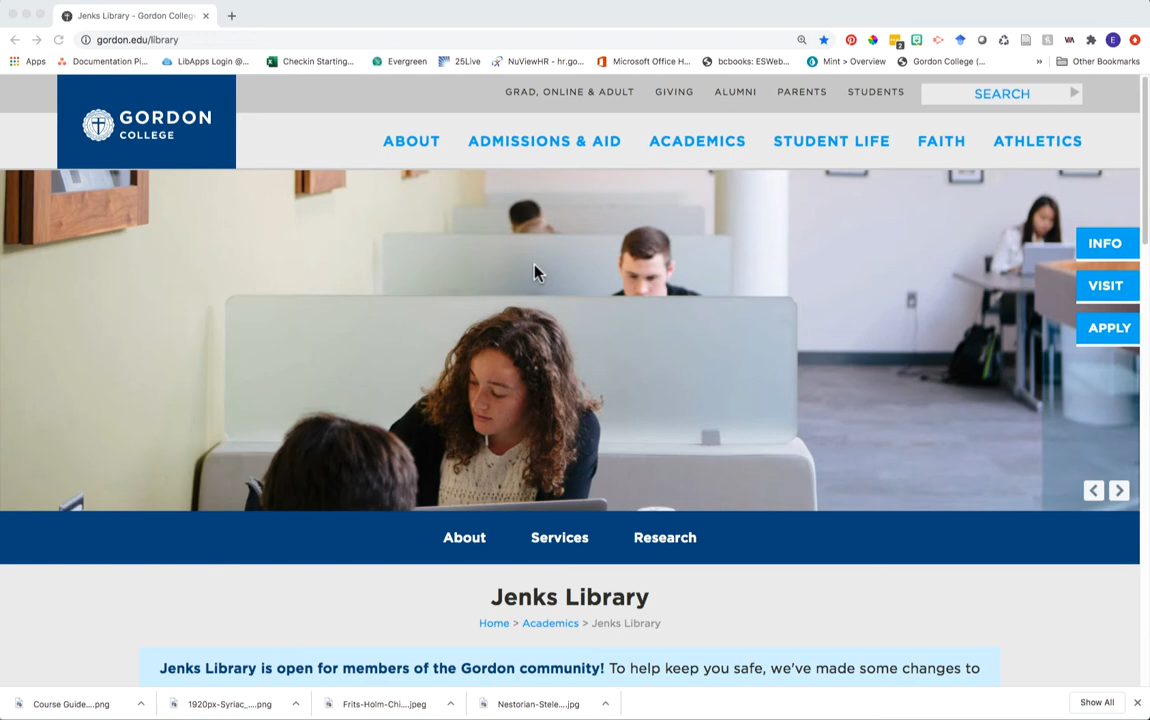 Jenks Library - Gordon Colleg
gordon.edu/library
2
E
Apps
Documentation Pi...
LibApps Login @...
Checkin Starting...
Evergreen
25Live
NuViewHR - hr.go...
Microsoft Office H...
bcbooks: ESWeb...
Mint > Overview
Gordon College (...
»
Other Bookmarks
GRAD, ONLINE & ADULT
GIVING
ALUMNI
PARENTS
STUDENTS
SEARCH
GORDON
COLLEGE
ABOUT
ADMISSIONS & AID
ACADEMICS
STUDENT LIFE
FAITH
ATHLETICS
INFO
VISIT
APPLY
About
Services
Research
Jenks Library
Home > Academics > Jenks Library
Jenks Library is open for members of the Gordon community! To help keep you safe, we've made some changes to
Course Guide....png
1920px-Syriac_....png
Frits-Holm-Chi....jpeg
Nestorian-Stele....jpg
Show All